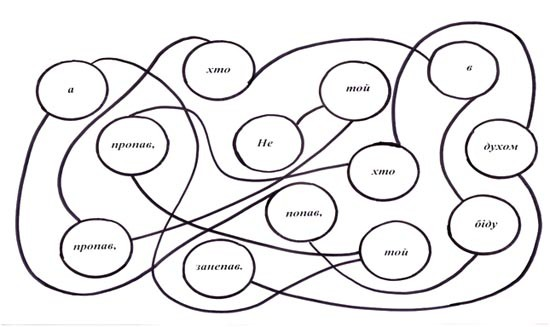 хто
в
а
той
пропав,
Не
духом
хто
попав,
біду
пропав,
той
занепав.